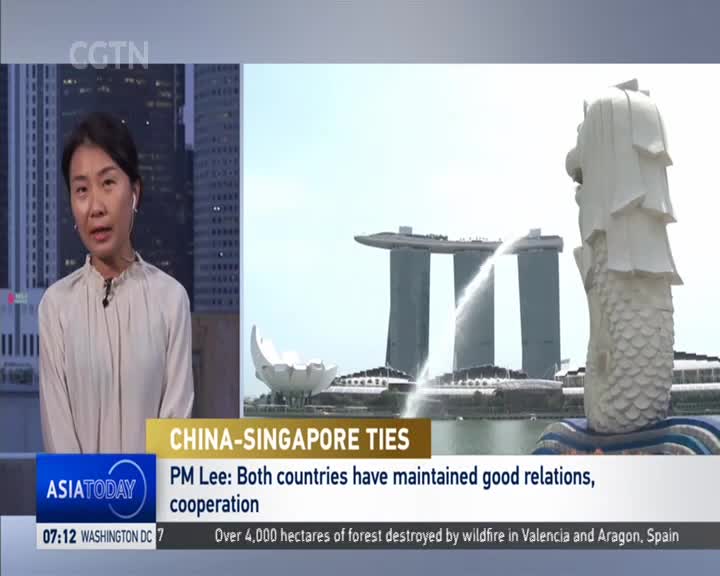 CGTN
CHINA-SINGAPORE TIES
PM Lee: Both countries have maintained good relations,
cooperation
ASIA TODAY
07:12 WASHINGTON DC 7 Over 4,000 hectares of forest destroyed by wildfire in Valencia and Aragon, Spain